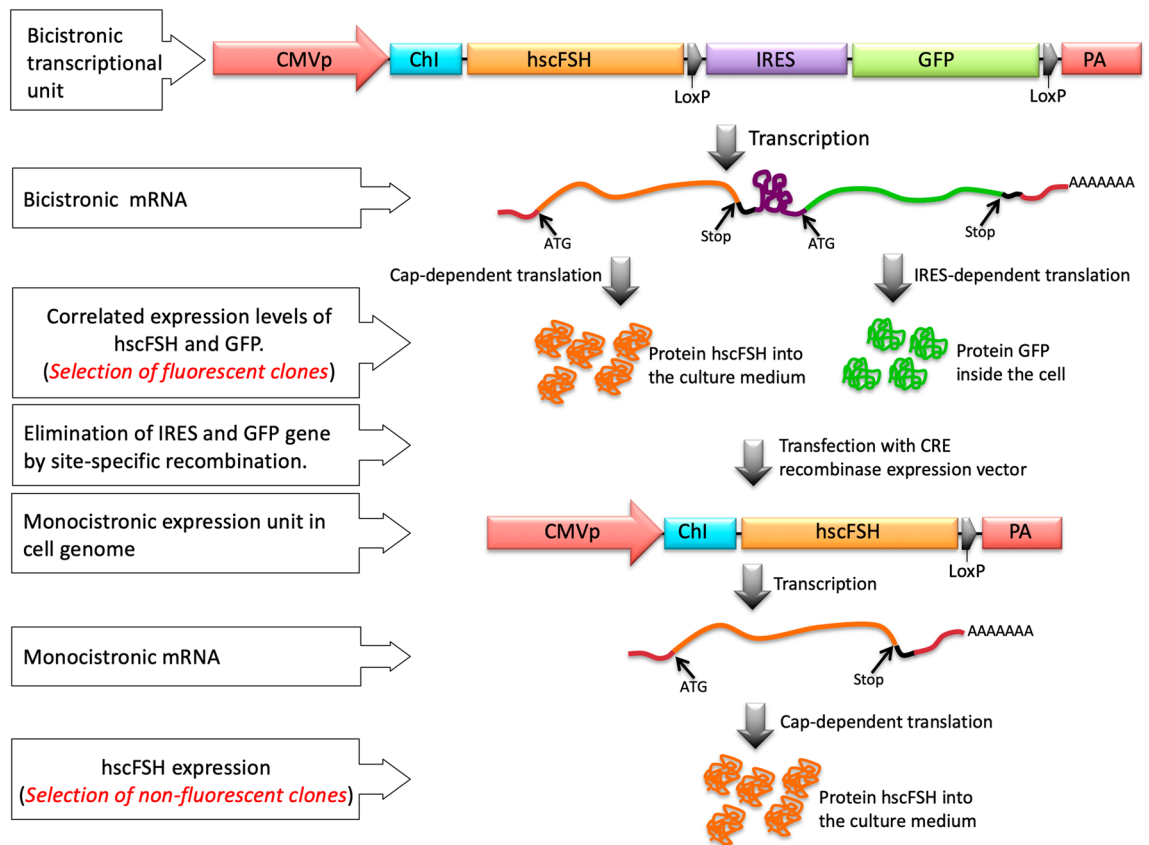 Bicistronic
transcriptional
unit
CMVp
ChI
hscFSH
IRES
GFP
PA
LoxP
LoxP
Transcription
Bicistronic mRNA
AAAAAAA
ATG
Stop
ATG
Stop
Cap-dependent translation
IRES-dependent translation
Correlated expression levels of
hscFSH and GFP.
(Selection of fluorescent clones)
Protein hscFSH into
the culture medium
Protein GFP
inside the cell
Elimination of IRES and GFP gene
by site-specific recombination.
Transfection with CRE
recombinase expression vector
Monocistronic expression unit in
cell genome
CMVp
ChI
hscFSH
PA
LoxP
Transcription
Monocistronic mRNA
AAAAAAA
ATG
Stop
Cap-dependent translation
hscFSH expression
(Selection of non-fluorescent clones)
Protein hscFSH into
the culture medium